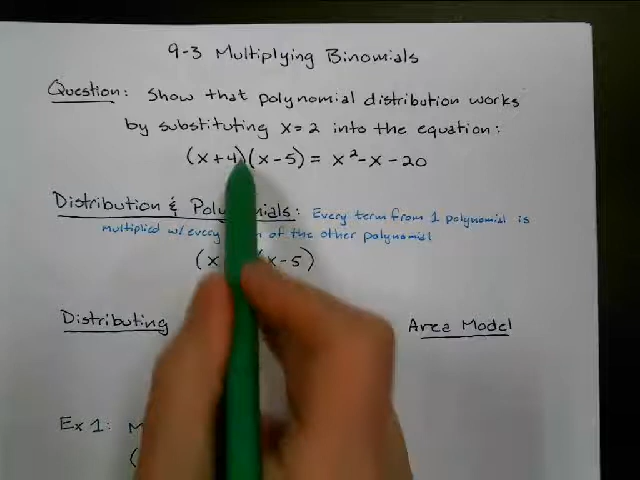 9-3 Multiplying Binomials
Question: Show that polynomial distribution works
by substituting x=2 into the equation:
(x+4)(x-5) = x²-x-20
Distribution & Polynomials: Every term from 1 polynomial is
multiplied w/ every of the other polynomial
(x x-5)
Distributing
Area Model
Ex 1: M
(